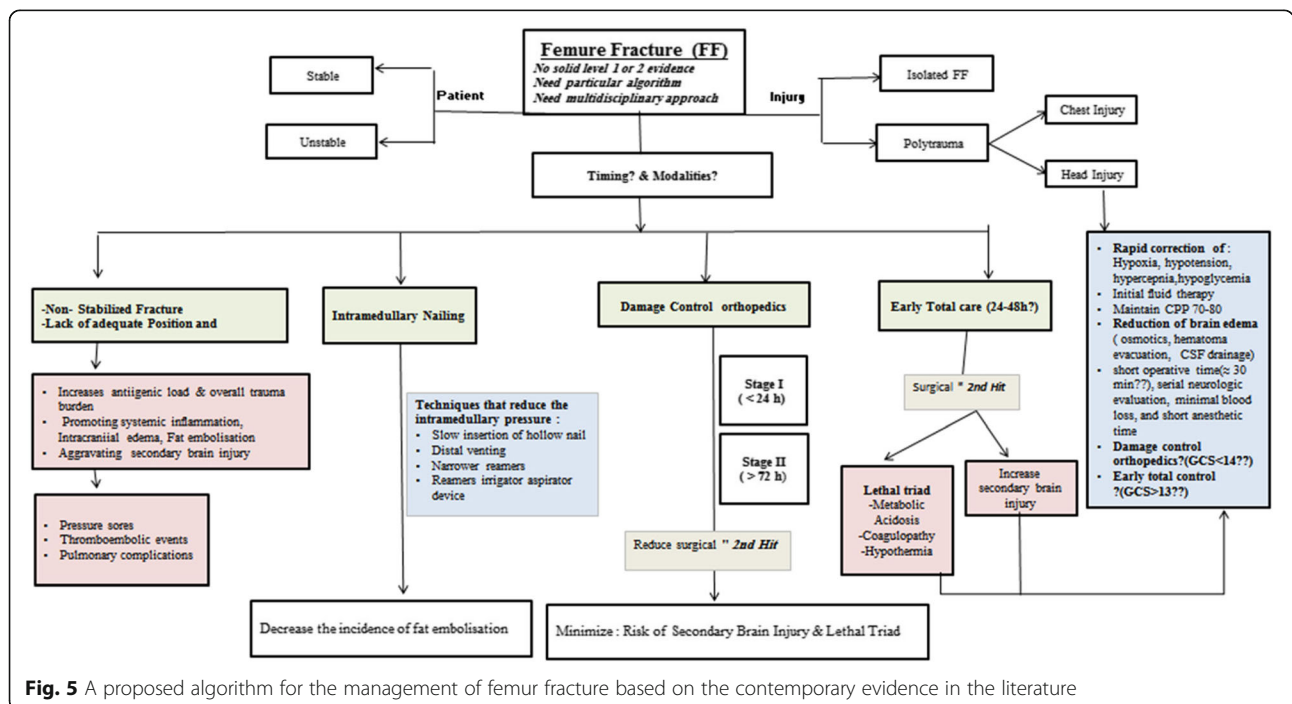 Femure Fracture (FF)
No solid level 1 or 2 evidence
Need particular algorithm
Need multidisciplinary approach
Stable
Patient
Unstable
Injury
Isolated FF
Polytrauma
Chest Injury
Head Injury
Timing? & Modalities?
-Non- Stabilized Fracture
-Lack of adequate Position and
• Increases antiigenic load & overall trauma
burden
• Promoting systemic inflammation,
Intracraniial edema, Fat embolisation
• Aggravating secondary brain injury
• Pressure sores
• Thromboembolic events
• Pulmonary complications
Intramedullary Nailing
Techniques that reduce the
intramedullary pressure :
• Slow insertion of hollow nail
• Distal venting
• Narrower reamers
• Reamers irrigator aspirator
device
Decrease the incidence of fat embolisation
Damage Control orthopedics
Stage I
( < 24 h)
Stage II
( > 72 h)
Reduce surgical " 2nd Hit
Minimize : Risk of Secondary Brain Injury & Lethal Triad
Early Total care (24-48h?)
Surgical " 2nd Hit
Lethal triad
-Metabolic
Acidosis
-Coagulopathy
-Hypothermia
Increase
secondary brain
injury
• Rapid correction of :
Hypoxia, hypotension,
hypercepnia,hypoglycemia
• Initial fluid therapy
• Maintain CPP 70-80
• Reduction of brain edema
( osmotics, hematoma
evacuation, CSF drainage)
• short operative time(≈ 30
min??), serial neurologic
evaluation, minimal blood
loss, and short anesthetic
time
• Damage control
orthopedics?(GCS<14??)
• Early total control
?(GCS>13??)
Fig. 5 A proposed algorithm for the management of femur fracture based on the contemporary evidence in the literature